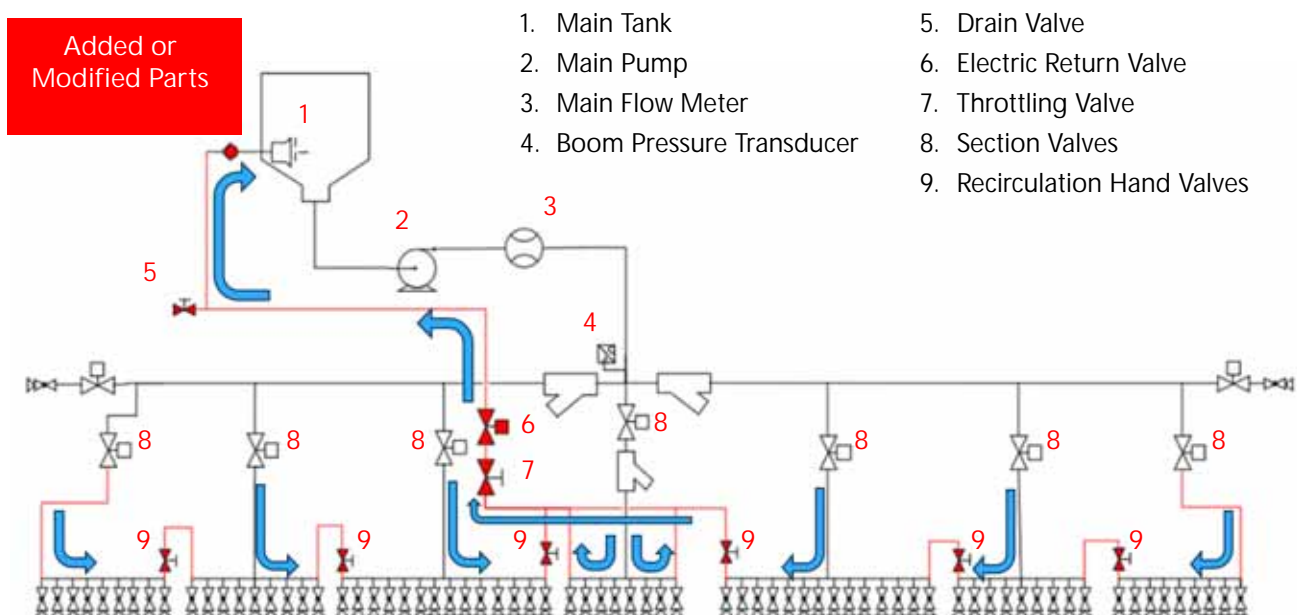 Added or
Modified Parts
1. Main Tank
2. Main Pump
3. Main Flow Meter
4. Boom Pressure Transducer
5. Drain Valve
6. Electric Return Valve
7. Throttling Valve
8. Section Valves
9. Recirculation Hand Valves
1
2
3
5
4
6
8
8
8
8
8
8
8
7
9
9
9
9
9
9